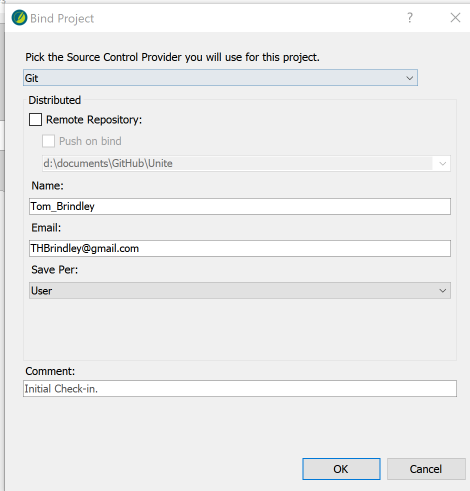 Bind Project
Pick the Source Control Provider you will use for this project.
Git
Distributed
Remote Repository:
Push on bind
d:\documents\GitHub\Unite
Name:
Tom_Brindley
Email:
THBrindley@gmail.com
Save Per:
User
Comment:
Initial Check-in.
OK Cancel